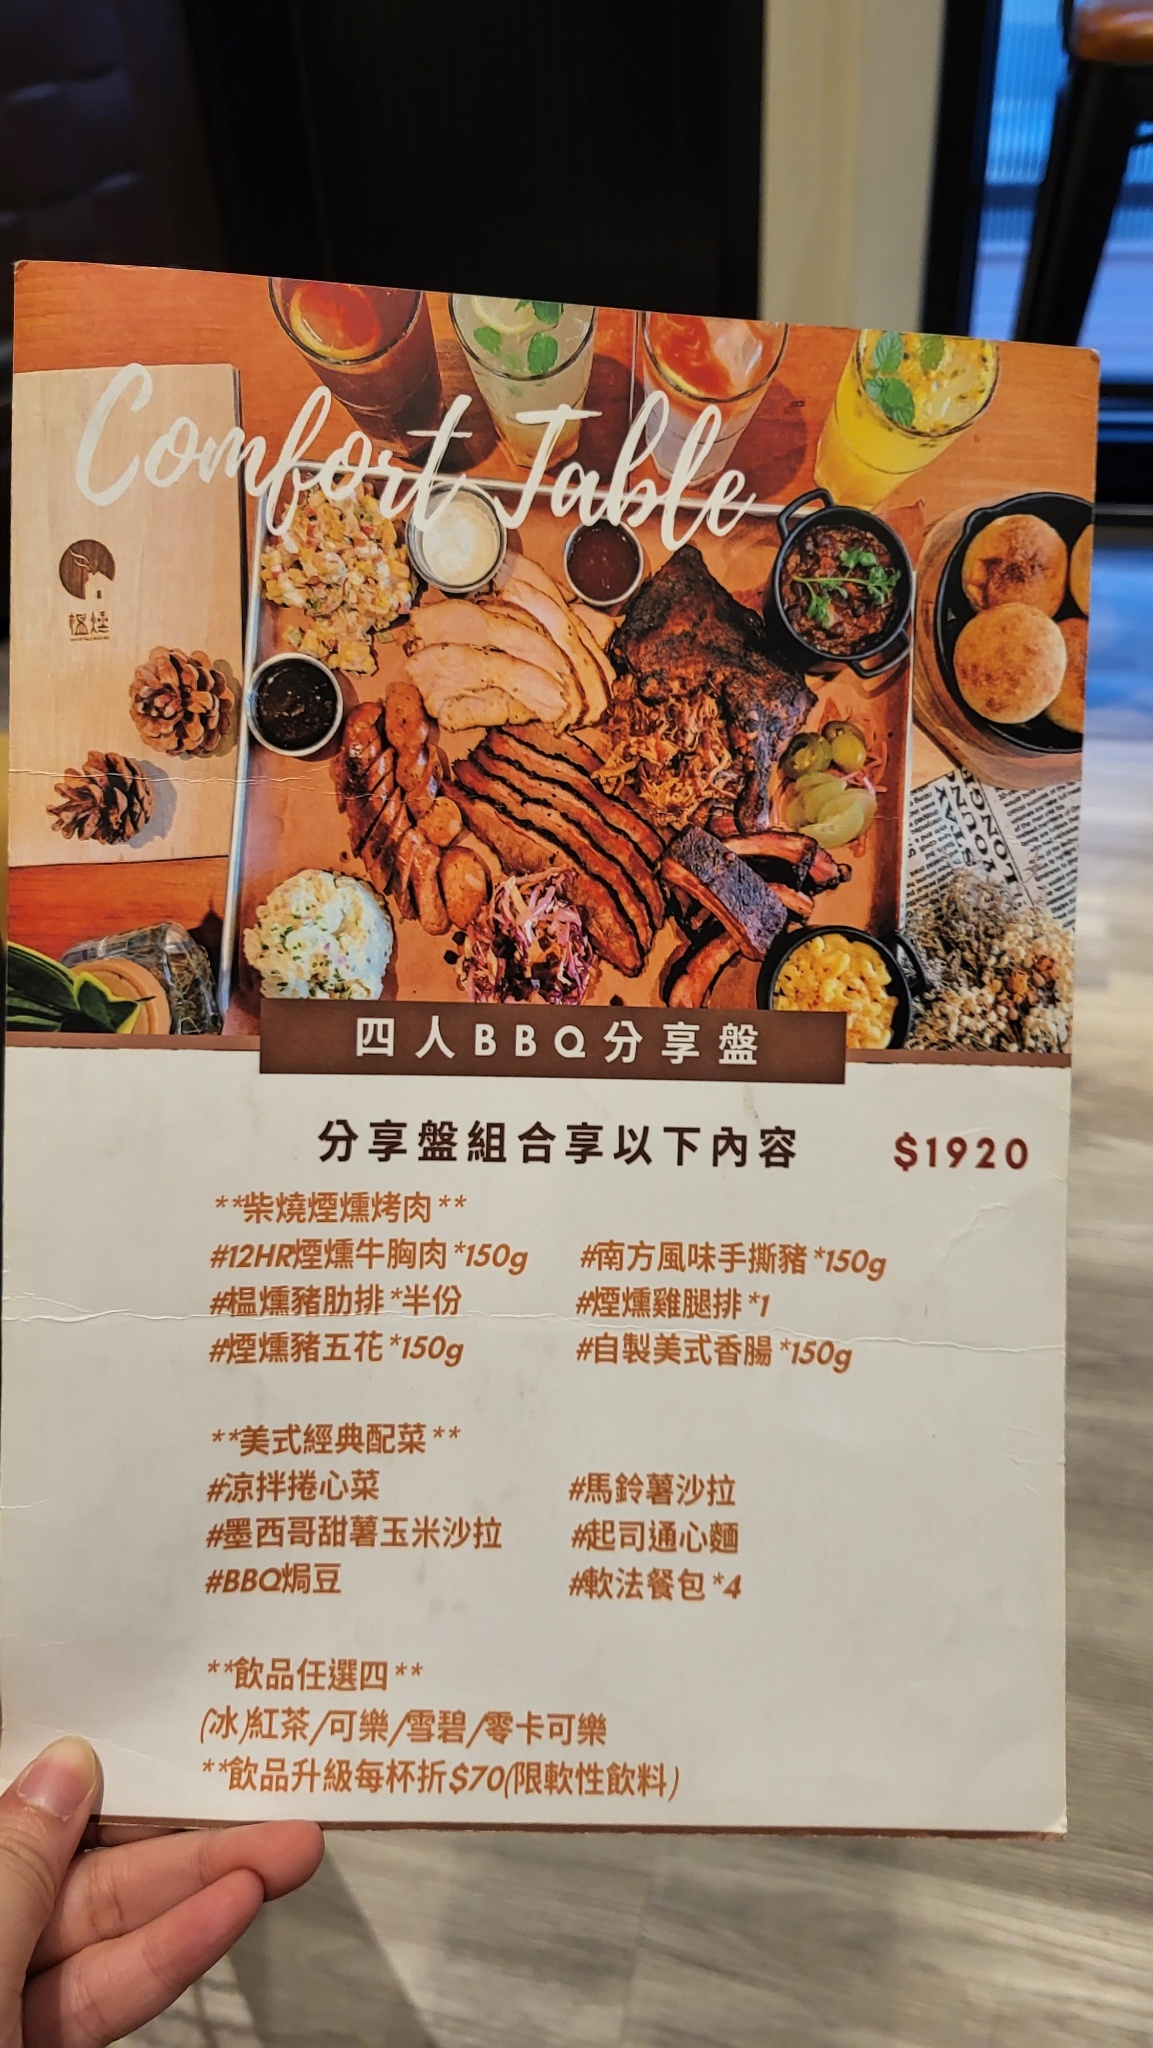 Comfort Table
榲煙
四人BBQ分享盤
分享盤組合享以下內容 $1920
**柴燒煙燻烤肉**
#12HR煙燻牛胸肉*150g #南方風味手撕豬*150g
#榲燻豬肋排*半份 #煙燻雞腿排*1
#煙燻豬五花*150g #自製美式香腸*150g
**美式經典配菜**
#涼拌捲心菜 #馬鈴薯沙拉
#墨西哥甜薯玉米沙拉 #起司通心麵
#BBQ焗豆 #軟法餐包*4
**飲品任選四**
(冰)紅茶/可樂/雪碧/零卡可樂
**飲品升級每杯折$70(限軟性飲料)